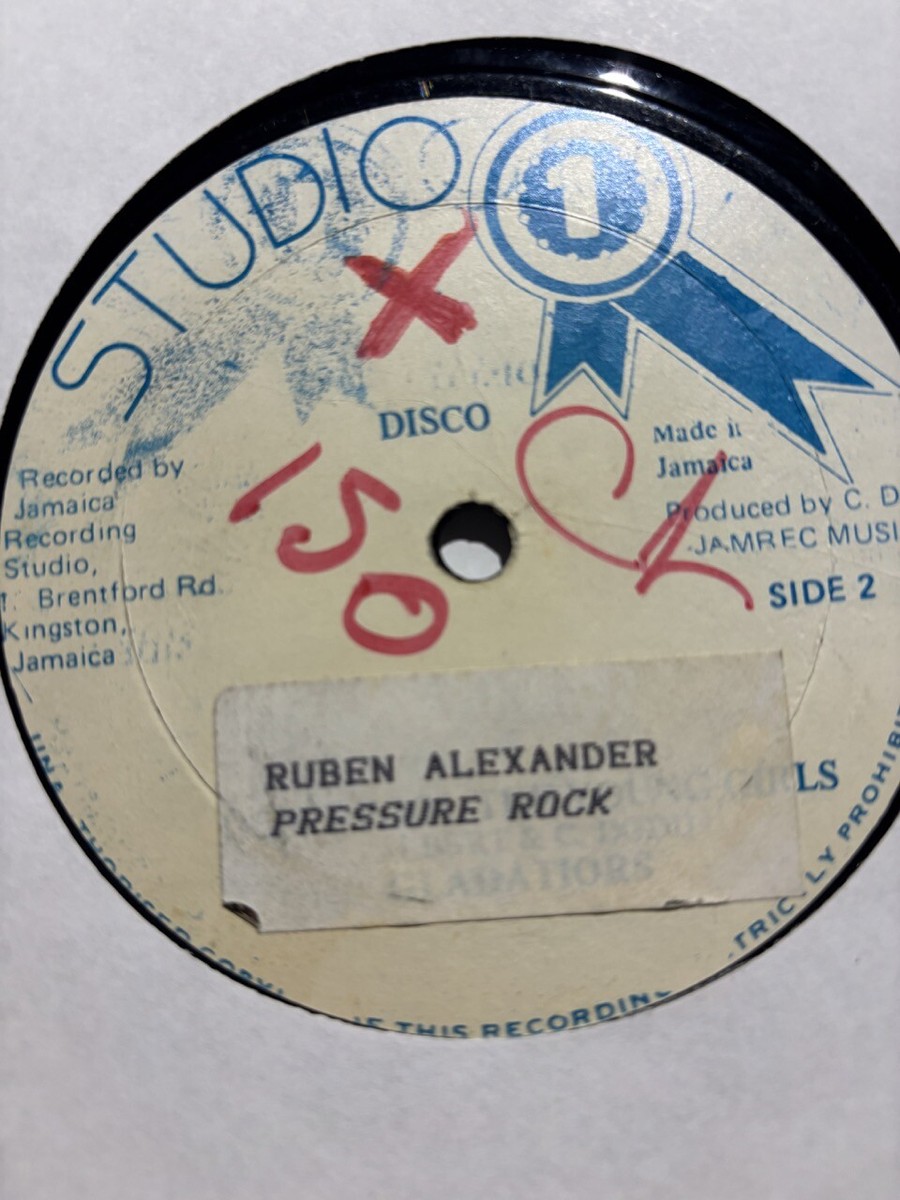 STUDIO 1
X
DISCO
Made in
Jamaica
Recorded by
Jamaica
Recording
Studio,
Brentford Rd.
Kingston,
Jamaica
Produced by C. D
JAMREC MUSI
SIDE 2
150
RUBEN ALEXANDER
PRESSURE ROCK
LS
THIS RECORDING